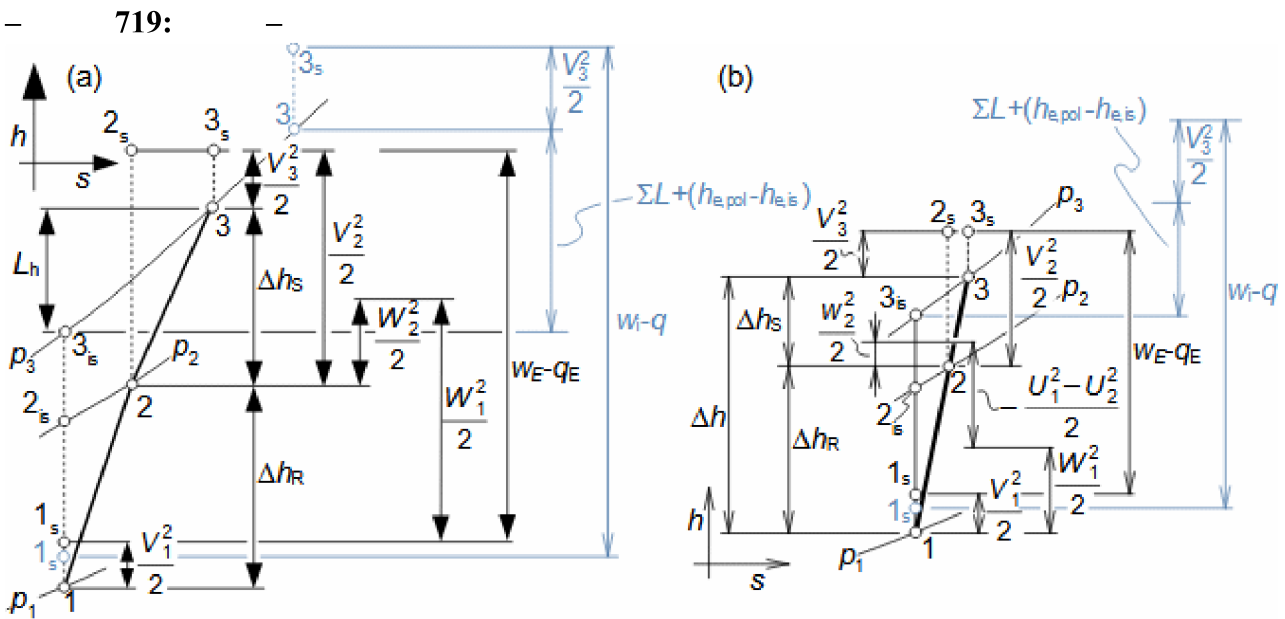 – 719: –
(a)
h
s
2s
3s
3s
3
V₃²/2
V₃²/2
3
Lh
ΔhS
V₂²/2
ΣL+(he,pol-he,is)
W₂²/2
wi-q
p3
3is
p2
wE-qE
2is
2
W₁²/2
ΔhR
1s
1s
V₁²/2
p1
1
(b)
ΣL+(he,pol-he,is)
V₃²/2
p3
V₃²/2
2s
3s
V₂²/2
3is
3
p2
wi-q
ΔhS
W₂²/2
wE-qE
2
2is
–(U₁²–U₂²)/2
Δh
ΔhR
1s
1s
V₁²/2
W₁²/2
h
p1
1
s